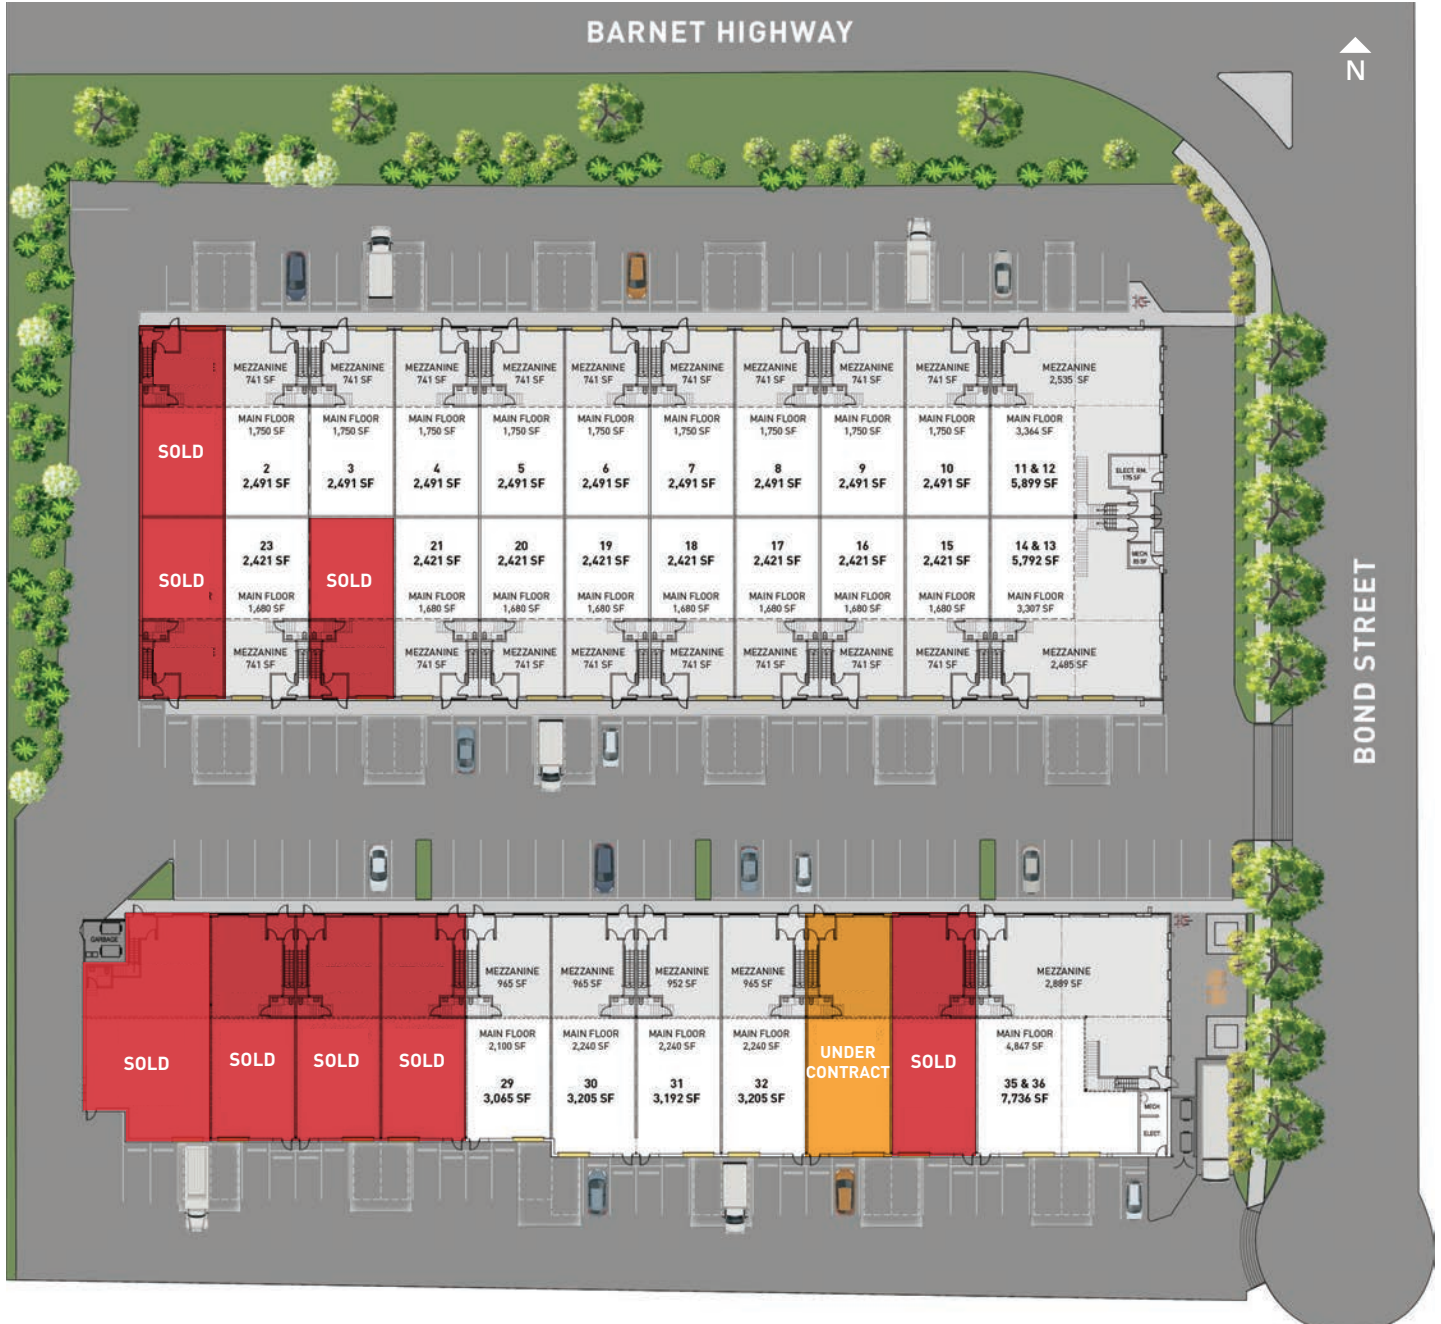 BARNET HIGHWAY
N
MEZZANINE
741 SF
MEZZANINE
741 SF
MEZZANINE
741 SF
MEZZANINE
741 SF
MEZZANINE
741 SF
MEZZANINE
741 SF
MEZZANINE
741 SF
MEZZANINE
741 SF
MEZZANINE
741 SF
MEZZANINE
2,535 SF
SOLD
MAIN FLOOR
1,750 SF
2
2,491 SF
MAIN FLOOR
1,750 SF
3
2,491 SF
MAIN FLOOR
1,750 SF
4
2,491 SF
MAIN FLOOR
1,750 SF
5
2,491 SF
MAIN FLOOR
1,750 SF
6
2,491 SF
MAIN FLOOR
1,750 SF
7
2,491 SF
MAIN FLOOR
1,750 SF
8
2,491 SF
MAIN FLOOR
1,750 SF
9
2,491 SF
MAIN FLOOR
1,750 SF
10
2,491 SF
MAIN FLOOR
3,364 SF
11 & 12
5,899 SF
ELECT. RM.
175 SF
SOLD
23
2,421 SF
MAIN FLOOR
1,680 SF
SOLD
21
2,421 SF
MAIN FLOOR
1,680 SF
20
2,421 SF
MAIN FLOOR
1,680 SF
19
2,421 SF
MAIN FLOOR
1,680 SF
18
2,421 SF
MAIN FLOOR
1,680 SF
17
2,421 SF
MAIN FLOOR
1,680 SF
16
2,421 SF
MAIN FLOOR
1,680 SF
15
2,421 SF
MAIN FLOOR
1,680 SF
14 & 13
5,792 SF
MAIN FLOOR
3,307 SF
MECH
MEZZANINE
741 SF
MEZZANINE
741 SF
MEZZANINE
741 SF
MEZZANINE
741 SF
MEZZANINE
741 SF
MEZZANINE
741 SF
MEZZANINE
741 SF
MEZZANINE
741 SF
MEZZANINE
2,485 SF
BOND STREET
GARBAGE
SOLD
SOLD
SOLD
SOLD
MEZZANINE
965 SF
MAIN FLOOR
2,100 SF
29
3,065 SF
MEZZANINE
965 SF
MAIN FLOOR
2,240 SF
30
3,205 SF
MEZZANINE
952 SF
MAIN FLOOR
2,240 SF
31
3,192 SF
MEZZANINE
965 SF
MAIN FLOOR
2,240 SF
32
3,205 SF
UNDER
CONTRACT
SOLD
MEZZANINE
2,889 SF
MAIN FLOOR
4,847 SF
35 & 36
7,736 SF
MECH
ELECT.